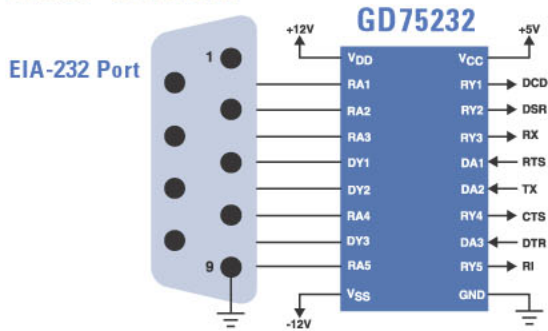 GD75232
EIA-232 Port
+12V
+5V
1
9
VDD VCC
RA1 RY1 DCD
RA2 RY2 DSR
RA3 RY3 RX
DY1 DA1 RTS
DY2 DA2 TX
RA4 RY4 CTS
DY3 DA3 DTR
RA5 RY5 RI
VSS GND
-12V